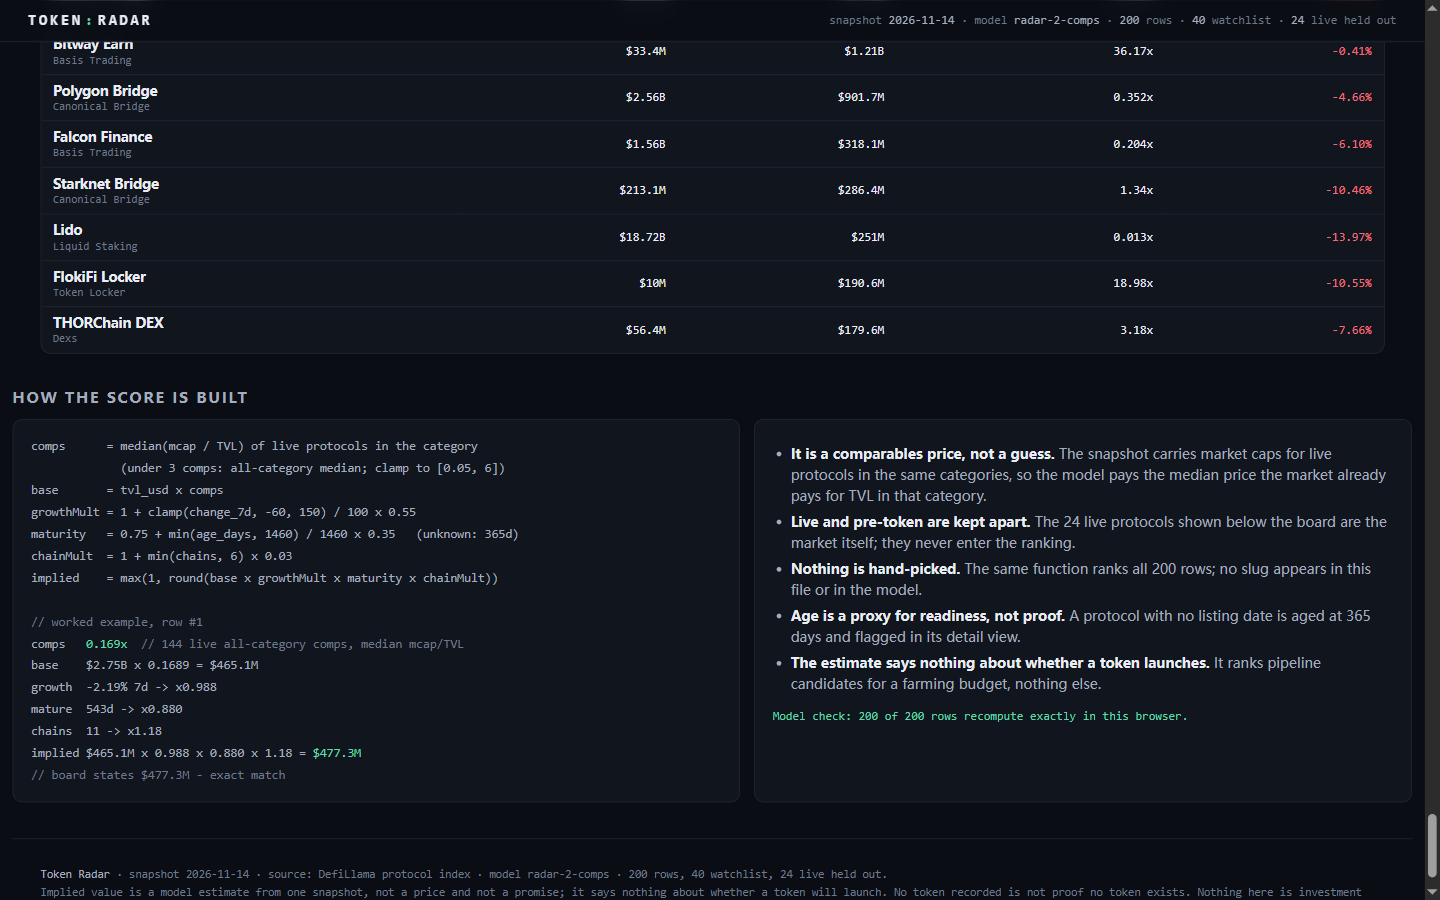 TOKEN:RADAR
snapshot 2026-11-14 · model radar-2-comps · 200 rows · 40 watchlist · 24 live held out
Bitway Earn $33.4M $1.21B 36.17x -0.41%
Basis Trading
Polygon Bridge $2.56B $901.7M 0.352x -4.66%
Canonical Bridge
Falcon Finance $1.56B $318.1M 0.204x -6.10%
Basis Trading
Starknet Bridge $213.1M $286.4M 1.34x -10.46%
Canonical Bridge
Lido $18.72B $251M 0.013x -13.97%
Liquid Staking
FlokiFi Locker $10M $190.6M 18.98x -10.55%
Token Locker
THORChain DEX $56.4M $179.6M 3.18x -7.66%
Dexs
HOW THE SCORE IS BUILT
comps = median(mcap / TVL) of live protocols in the category
(under 3 comps: all-category median; clamp to [0.05, 6])
base = tvl_usd x comps
growthMult = 1 + clamp(change_7d, -60, 150) / 100 x 0.55
maturity = 0.75 + min(age_days, 1460) / 1460 x 0.35 (unknown: 365d)
chainMult = 1 + min(chains, 6) x 0.03
implied = max(1, round(base x growthMult x maturity x chainMult))
// worked example, row #1
comps 0.169x // 144 live all-category comps, median mcap/TVL
base $2.75B x 0.1689 = $465.1M
growth -2.19% 7d -> x0.988
mature 543d -> x0.880
chains 11 -> x1.18
implied $465.1M x 0.988 x 0.880 x 1.18 = $477.3M
// board states $477.3M - exact match
• It is a comparables price, not a guess. The snapshot carries market caps for live
protocols in the same categories, so the model pays the median price the market already
pays for TVL in that category.
• Live and pre-token are kept apart. The 24 live protocols shown below the board are the
market itself; they never enter the ranking.
• Nothing is hand-picked. The same function ranks all 200 rows; no slug appears in this
file or in the model.
• Age is a proxy for readiness, not proof. A protocol with no listing date is aged at 365
days and flagged in its detail view.
• The estimate says nothing about whether a token launches. It ranks pipeline
candidates for a farming budget, nothing else.
Model check: 200 of 200 rows recompute exactly in this browser.
Token Radar · snapshot 2026-11-14 · source: DefiLlama protocol index · model radar-2-comps · 200 rows, 40 watchlist, 24 live held out.
Implied value is a model estimate from one snapshot, not a price and not a promise; it says nothing about whether a token will launch. No token recorded is not proof no token exists. Nothing here is investment